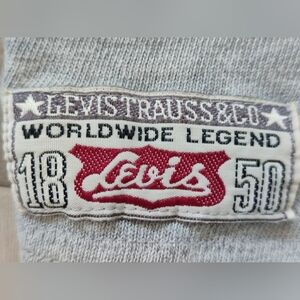 LEVI STRAUSS & CO
WORLDWIDE LEGEND
18 Levis 50